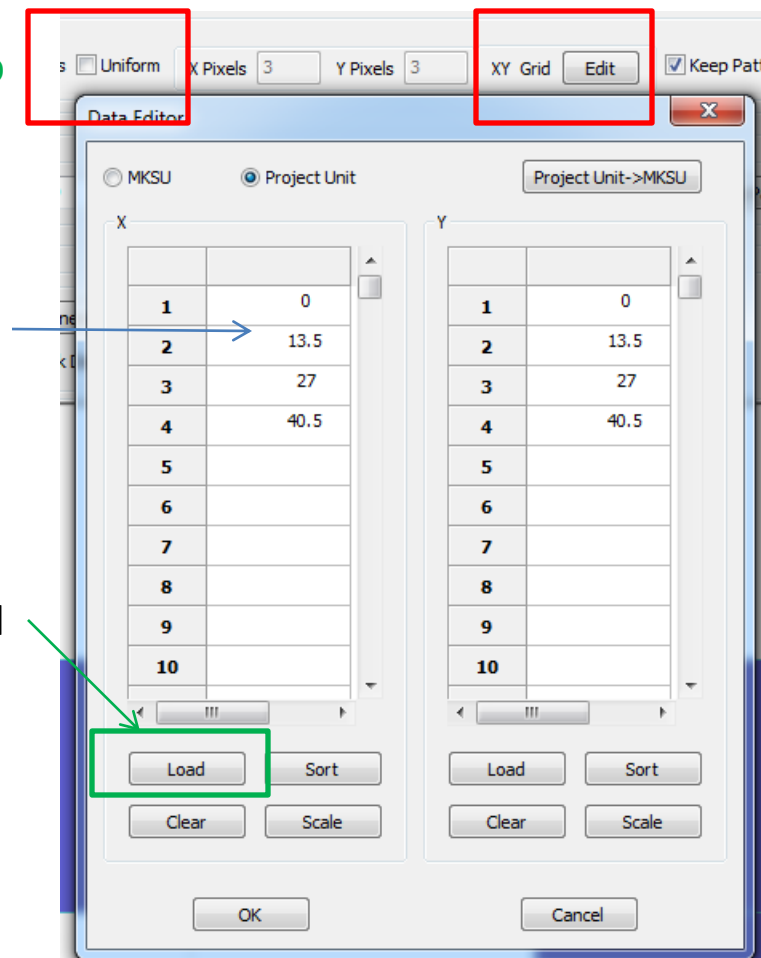 s Uniform X Pixels 3 Y Pixels 3 XY Grid Edit Keep Patt
Data Editor X
MKSU Project Unit Project Unit->MKSU
X Y
1 0 1 0
2 13.5 2 13.5
3 27 3 27
4 40.5 4 40.5
5 5
6 6
7 7
8 8
9 9
10 10
Load Sort Load Sort
Clear Scale Clear Scale
OK Cancel